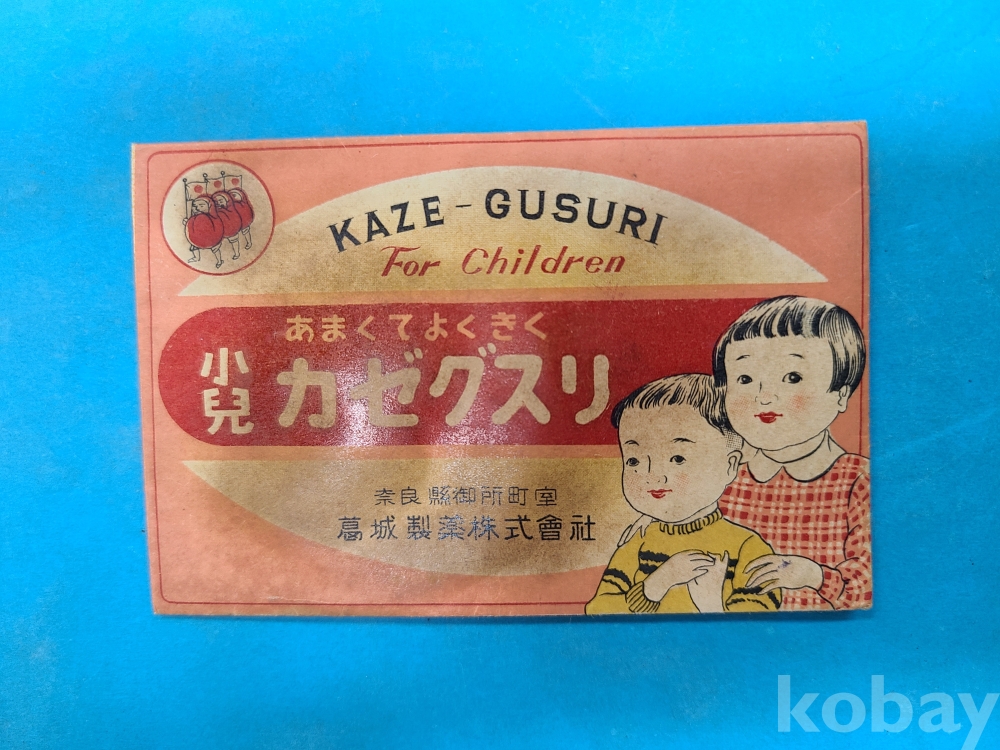 KAZE-GUSURI
For Children
あまくてよくきく
小兒 カゼグスリ
奈良縣御所町室
葛城製薬株式會社
kobay